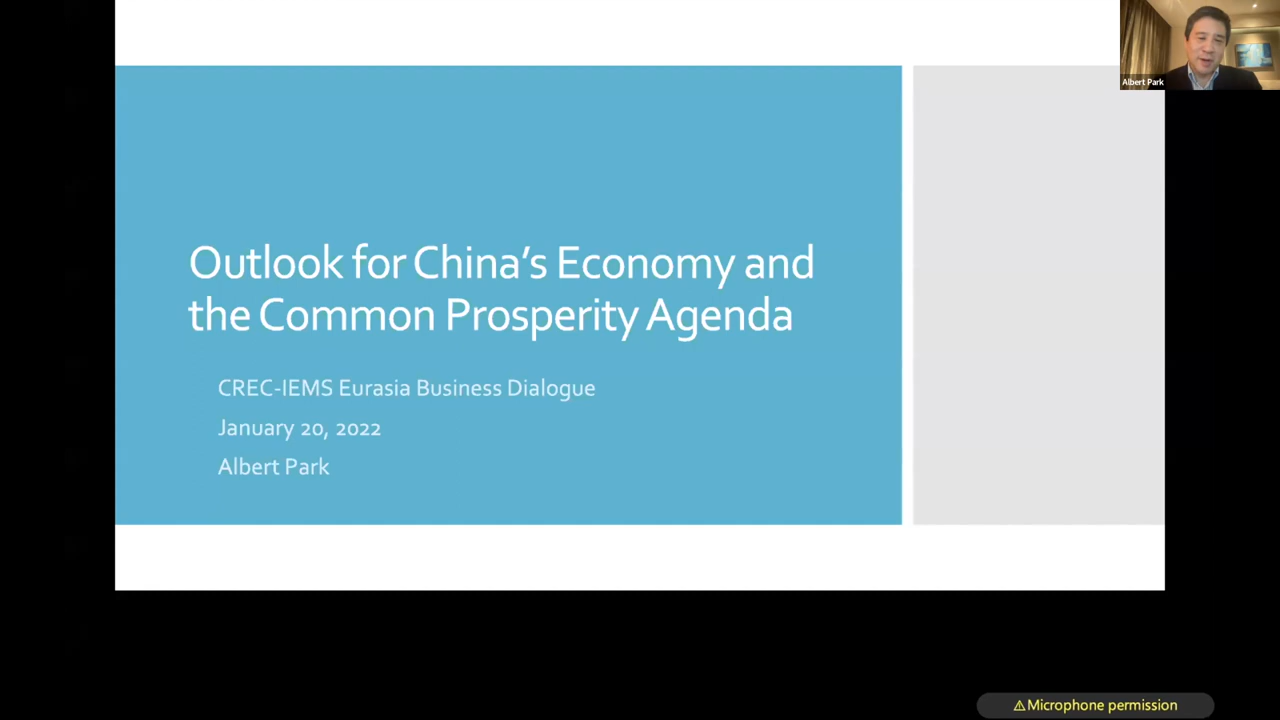 Albert Park
Outlook for China's Economy and
the Common Prosperity Agenda
CREC-IEMS Eurasia Business Dialogue
January 20, 2022
Albert Park
⚠Microphone permission